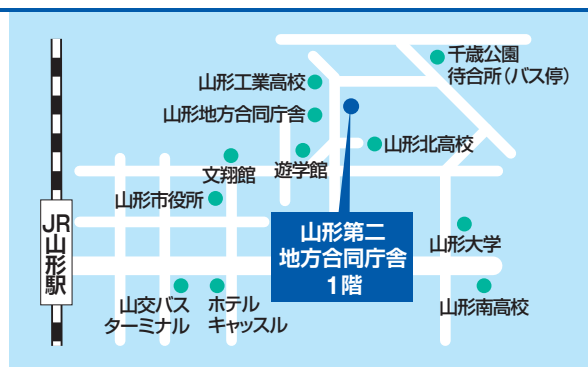 千歳公園
待合所(バス停)
山形工業高校
山形地方合同庁舎
山形北高校
文翔館
遊学館
山形市役所
JR山形駅
山形第二
地方合同庁舎
1階
山形大学
山交バス
ターミナル
ホテル
キャッスル
山形南高校